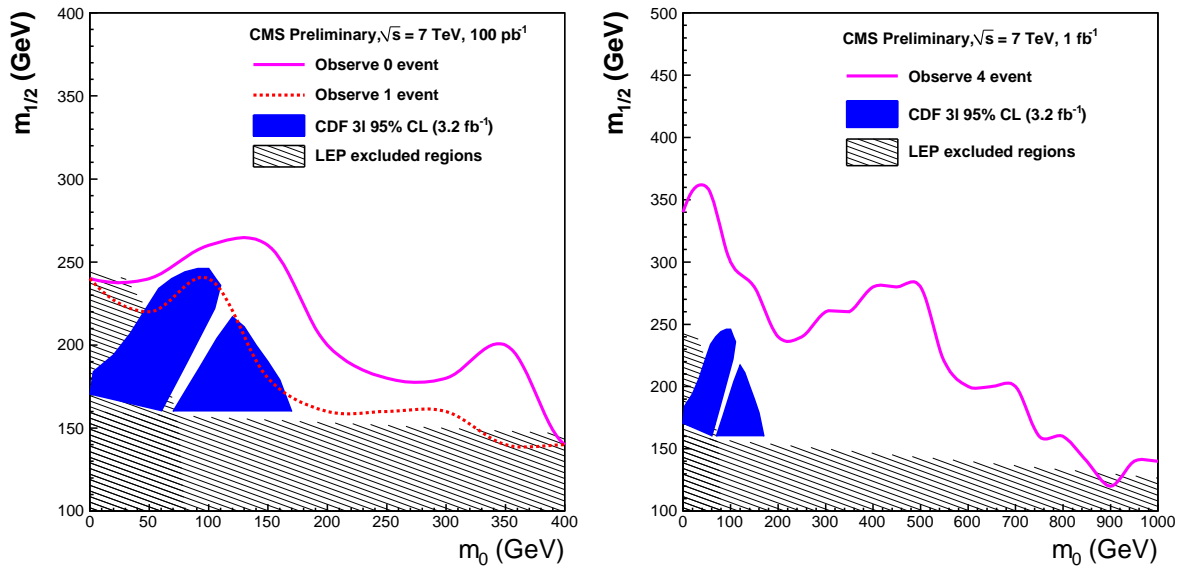 CMS Preliminary,√s = 7 TeV, 100 pb⁻¹
Observe 0 event
Observe 1 event
CDF 3l 95% CL (3.2 fb⁻¹)
LEP excluded regions
m₁/₂ (GeV)
400
350
300
250
200
150
100
0 50 100 150 200 250 300 350 400
m₀ (GeV)
CMS Preliminary,√s = 7 TeV, 1 fb⁻¹
Observe 4 event
CDF 3l 95% CL (3.2 fb⁻¹)
LEP excluded regions
m₁/₂ (GeV)
500
450
400
350
300
250
200
150
100
0 100 200 300 400 500 600 700 800 900 1000
m₀ (GeV)